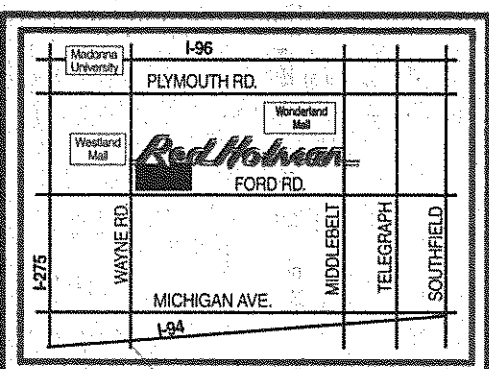 I-96
Madonna
University
PLYMOUTH RD.
Wonderland
Mall
Westland
Mall
Red Holman
FORD RD.
I-275
WAYNE RD.
MIDDLEBELT
TELEGRAPH
SOUTHFIELD
MICHIGAN AVE.
I-94